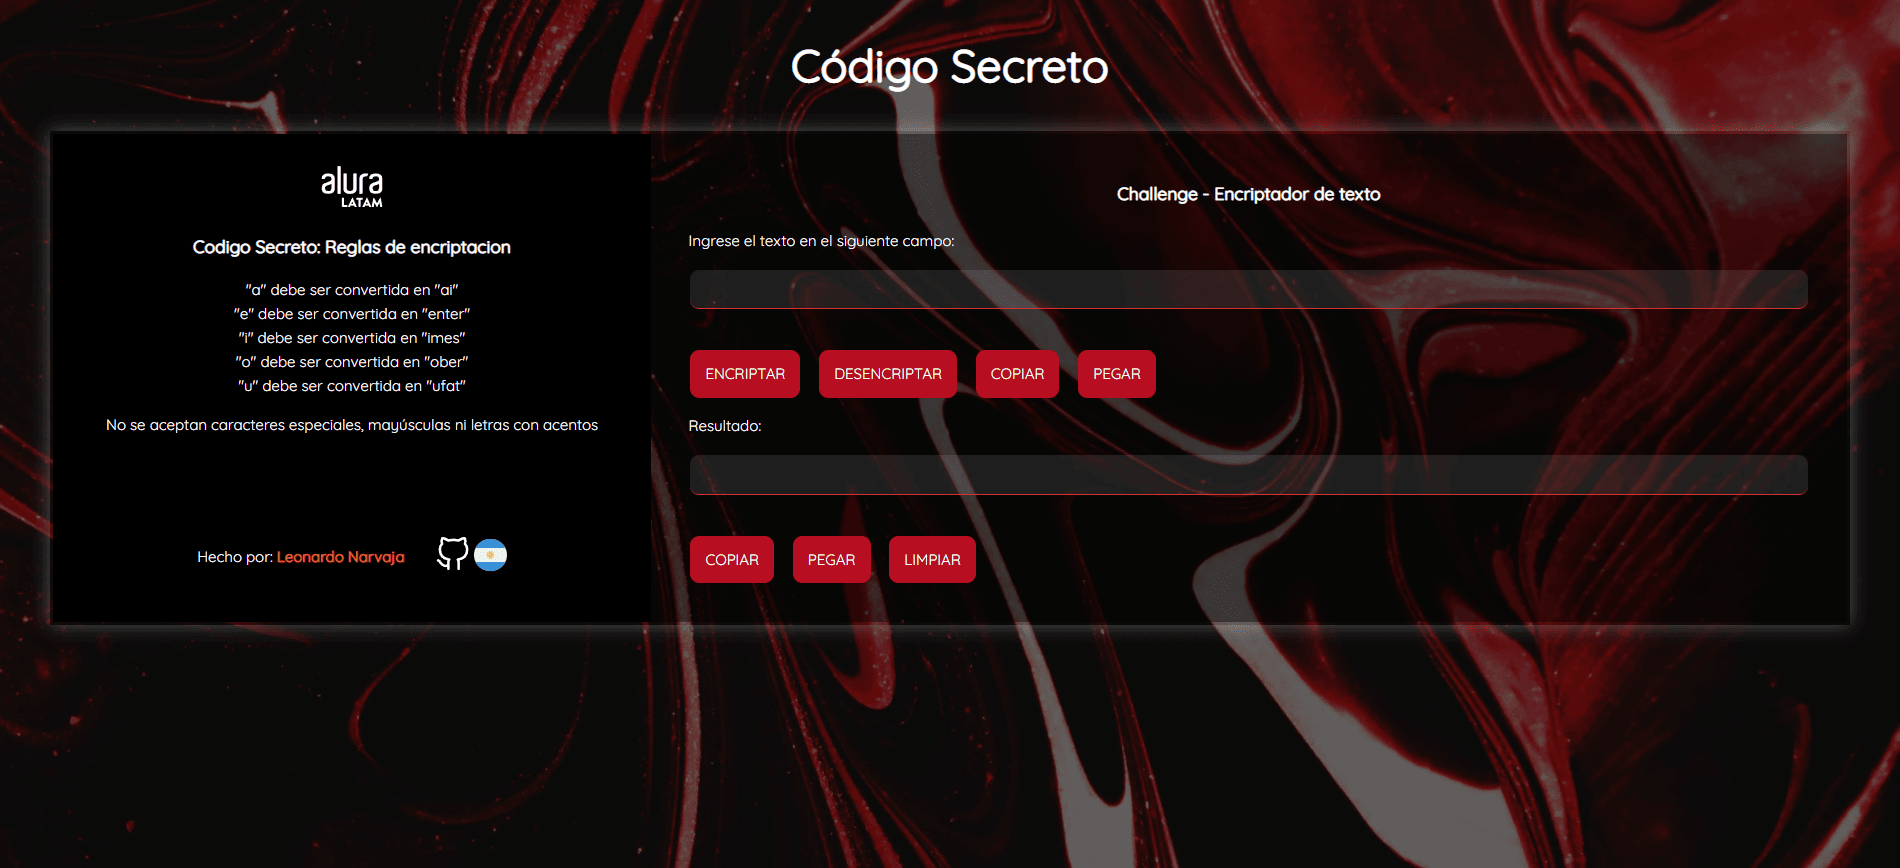 Código Secreto
alura
LATAM
Codigo Secreto: Reglas de encriptacion
"a" debe ser convertida en "ai"
"e" debe ser convertida en "enter"
"i" debe ser convertida en "imes"
"o" debe ser convertida en "ober"
"u" debe ser convertida en "ufat"
No se aceptan caracteres especiales, mayúsculas ni letras con acentos
Hecho por: Leonardo Narvaja
Challenge - Encriptador de texto
Ingrese el texto en el siguiente campo:
ENCRIPTAR DESENCRIPTAR COPIAR PEGAR
Resultado:
COPIAR PEGAR LIMPIAR